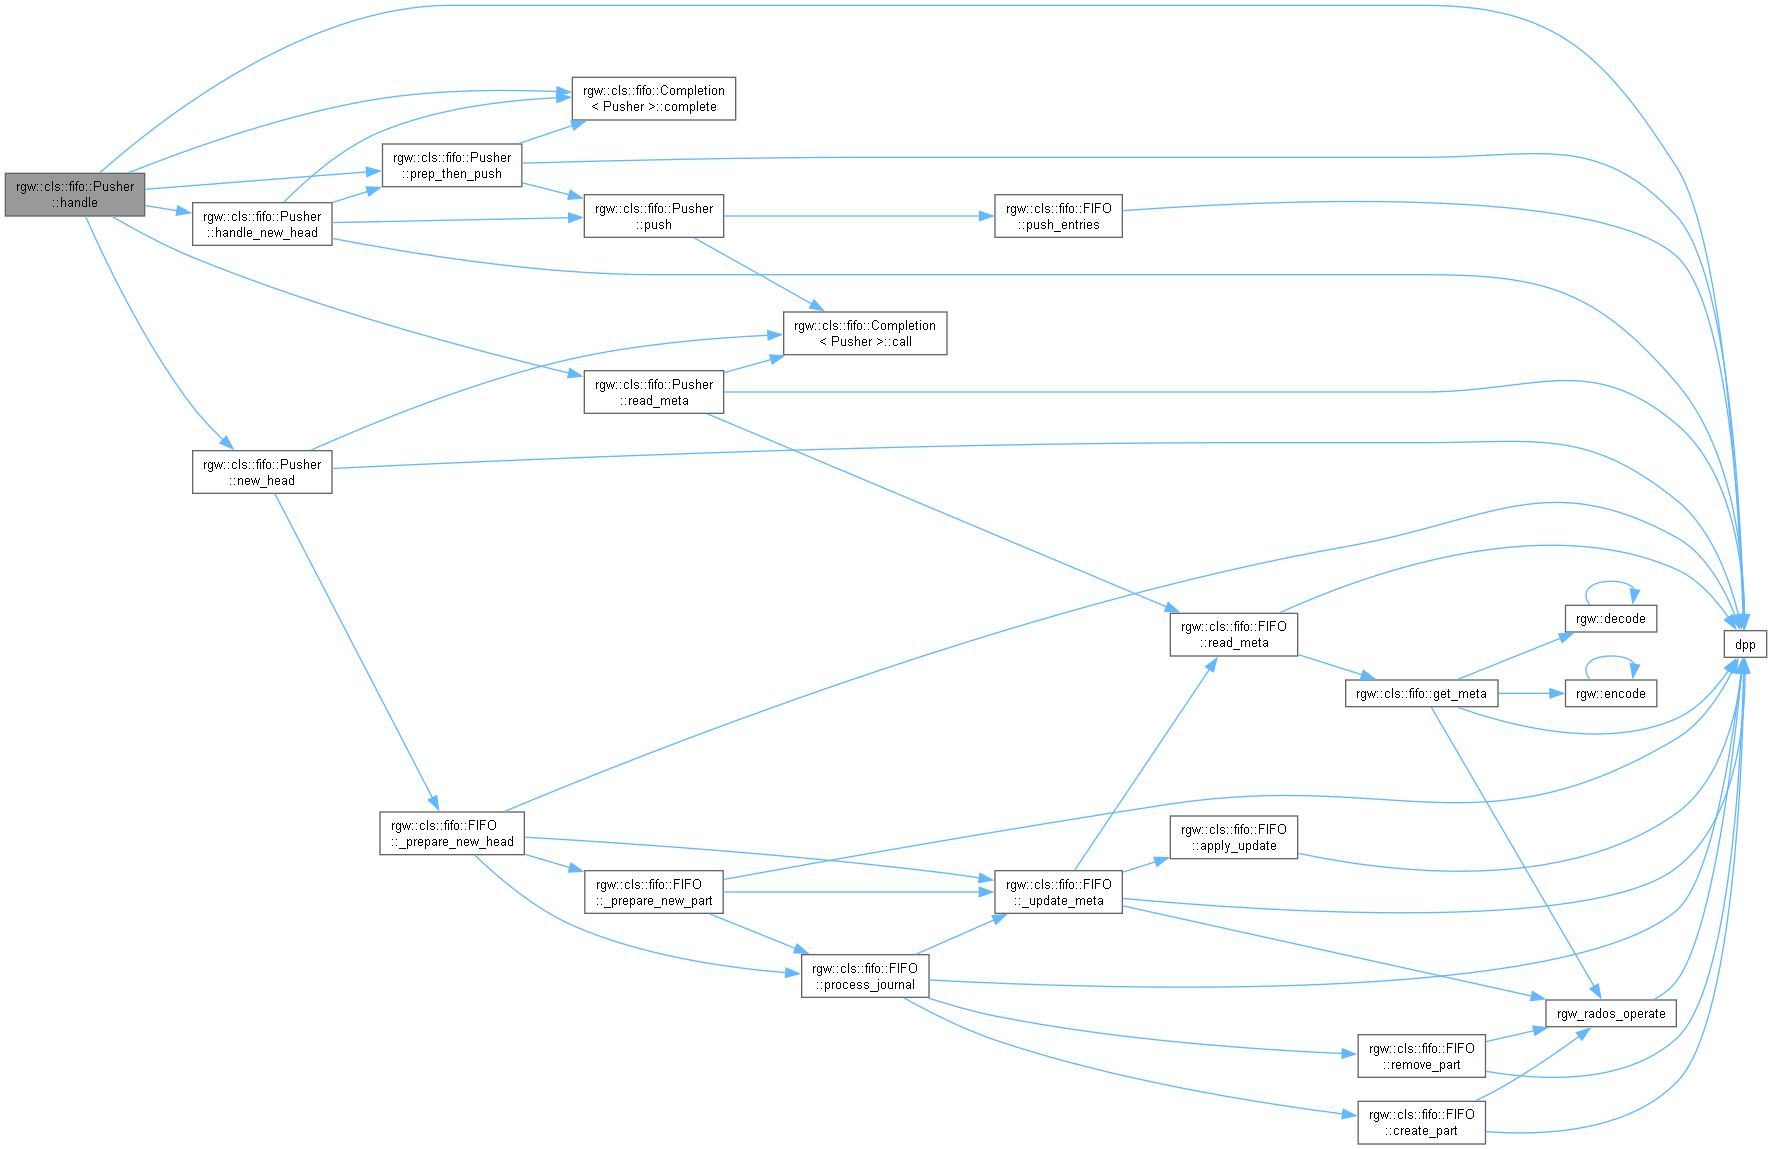 rgw::cls::fifo::Completion
< Pusher >::complete
rgw::cls::fifo::Pusher
::prep_then_push
rgw::cls::fifo::Pusher
::handle
rgw::cls::fifo::Pusher
::handle_new_head
rgw::cls::fifo::Pusher
::push
rgw::cls::fifo::FIFO
::push_entries
rgw::cls::fifo::Completion
< Pusher >::call
rgw::cls::fifo::Pusher
::read_meta
rgw::cls::fifo::Pusher
::new_head
rgw::cls::fifo::FIFO
::read_meta
rgw::decode
dpp
rgw::cls::fifo::get_meta
rgw::encode
rgw::cls::fifo::FIFO
::_prepare_new_head
rgw::cls::fifo::FIFO
::apply_update
rgw::cls::fifo::FIFO
::_prepare_new_part
rgw::cls::fifo::FIFO
::_update_meta
rgw::cls::fifo::FIFO
::process_journal
rgw_rados_operate
rgw::cls::fifo::FIFO
::remove_part
rgw::cls::fifo::FIFO
::create_part